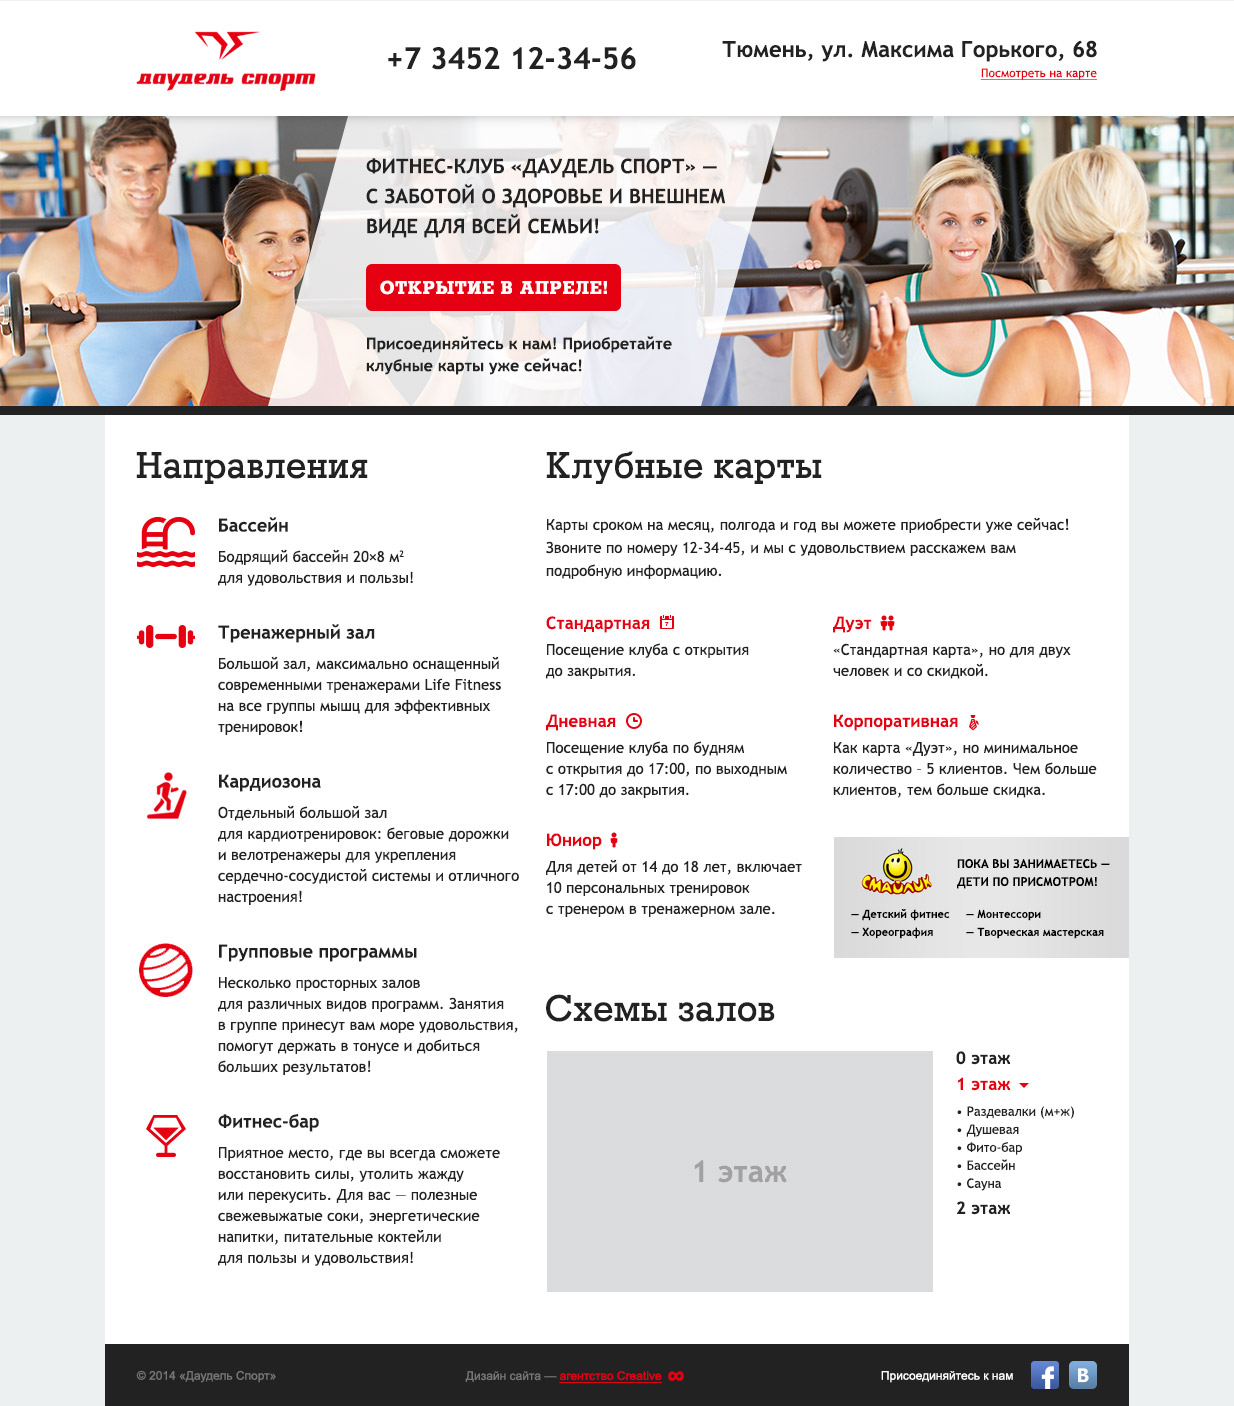 даудель спорт
+7 3452 12-34-56
Тюмень, ул. Максима Горького, 68
Посмотреть на карте
ФИТНЕС-КЛУБ «ДАУДЕЛЬ СПОРТ» —
С ЗАБОТОЙ О ЗДОРОВЬЕ И ВНЕШНЕМ
ВИДЕ ДЛЯ ВСЕЙ СЕМЬИ!
ОТКРЫТИЕ В АПРЕЛЕ!
Присоединяйтесь к нам! Приобретайте
клубные карты уже сейчас!
Направления
Бассейн
Бодрящий бассейн 20×8 м²
для удовольствия и пользы!
Тренажерный зал
Большой зал, максимально оснащенный
современными тренажерами Life Fitness
на все группы мышц для эффективных
тренировок!
Кардиозона
Отдельный большой зал
для кардиотренировок: беговые дорожки
и велотренажеры для укрепления
сердечно-сосудистой системы и отличного
настроения!
Групповые программы
Несколько просторных залов
для различных видов программ. Занятия
в группе принесут вам море удовольствия,
помогут держать в тонусе и добиться
больших результатов!
Фитнес-бар
Приятное место, где вы всегда сможете
восстановить силы, утолить жажду
или перекусить. Для вас — полезные
свежевыжатые соки, энергетические
напитки, питательные коктейли
для пользы и удовольствия!
Клубные карты
Карты сроком на месяц, полгода и год вы можете приобрести уже сейчас!
Звоните по номеру 12-34-45, и мы с удовольствием расскажем вам
подробную информацию.
Стандартная
7
Посещение клуба с открытия
до закрытия.
Дуэт
«Стандартная карта», но для двух
человек и со скидкой.
Дневная
Посещение клуба по будням
с открытия до 17:00, по выходным
с 17:00 до закрытия.
Корпоративная
Как карта «Дуэт», но минимальное
количество - 5 клиентов. Чем больше
клиентов, тем больше скидка.
Юниор
Для детей от 14 до 18 лет, включает
10 персональных тренировок
с тренером в тренажерном зале.
СМАЙЛИК
ПОКА ВЫ ЗАНИМАЕТЕСЬ —
ДЕТИ ПО ПРИСМОТРОМ!
— Детский фитнес — Монтессори
— Хореография — Творческая мастерская
Схемы залов
1 этаж
0 этаж
1 этаж
• Раздевалки (м+ж)
• Душевая
• Фито-бар
• Бассейн
• Сауна
2 этаж
© 2014 «Даудель Спорт»
Дизайн сайта — агентство Creative
Присоединяйтесь к нам
f
B